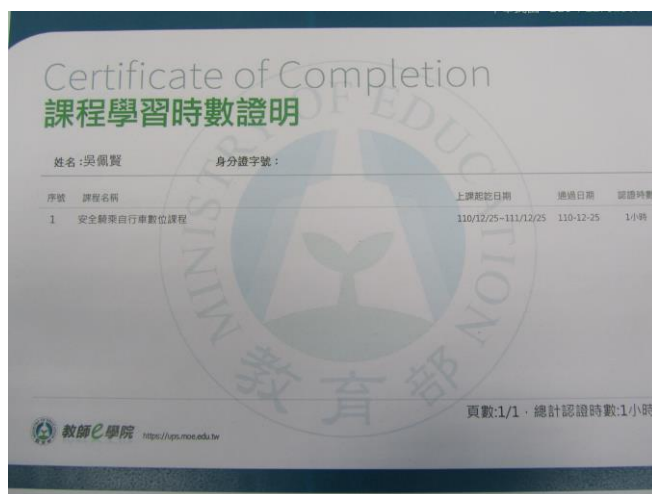 Certificate of Completion
課程學習時數證明
姓名:吳佩賢 身分證字號:
序號 課程名稱 上課起訖日期 通過日期 認證時數
1 安全騎乘自行車數位課程 110/12/25~111/12/25 110-12-25 1小時
MINISTRY OF EDUCATION
教育部
頁數:1/1,總計認證時數:1小時
教師e學院 https://ups.moe.edu.tw